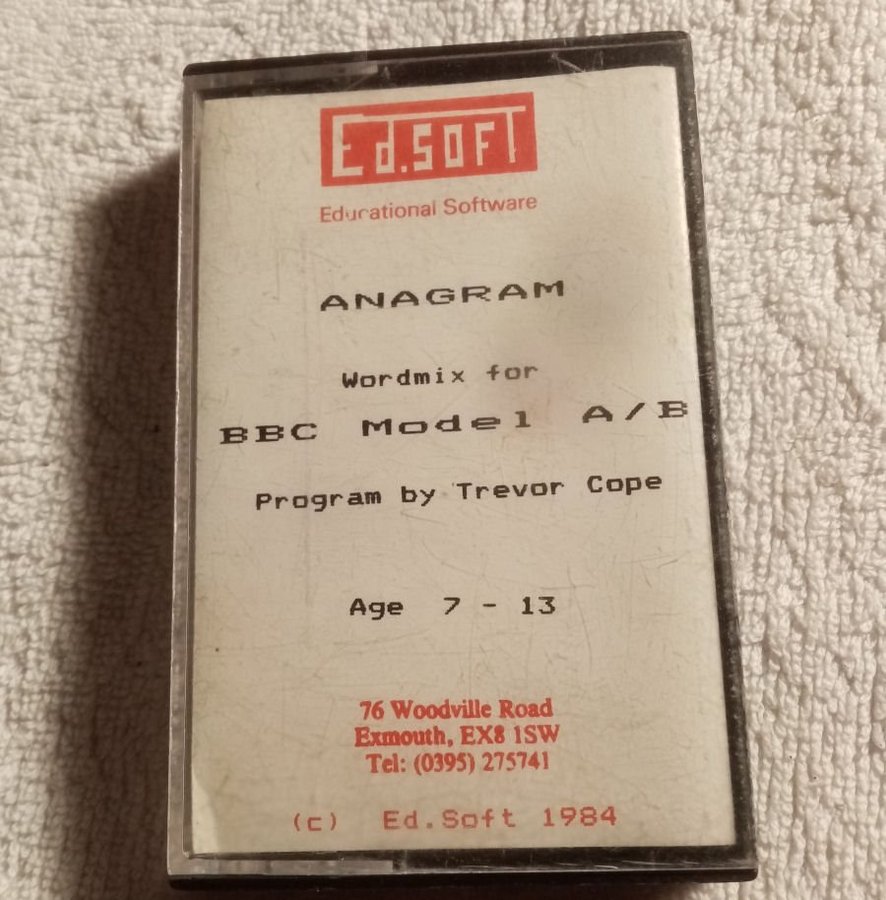 Ed.SOFT
Educational Software
ANAGRAM
Wordmix for
BBC Model A/B
Program by Trevor Cope
Age 7 - 13
76 Woodville Road
Exmouth, EX8 1SW
Tel: (0395) 275741
(c) Ed.Soft 1984